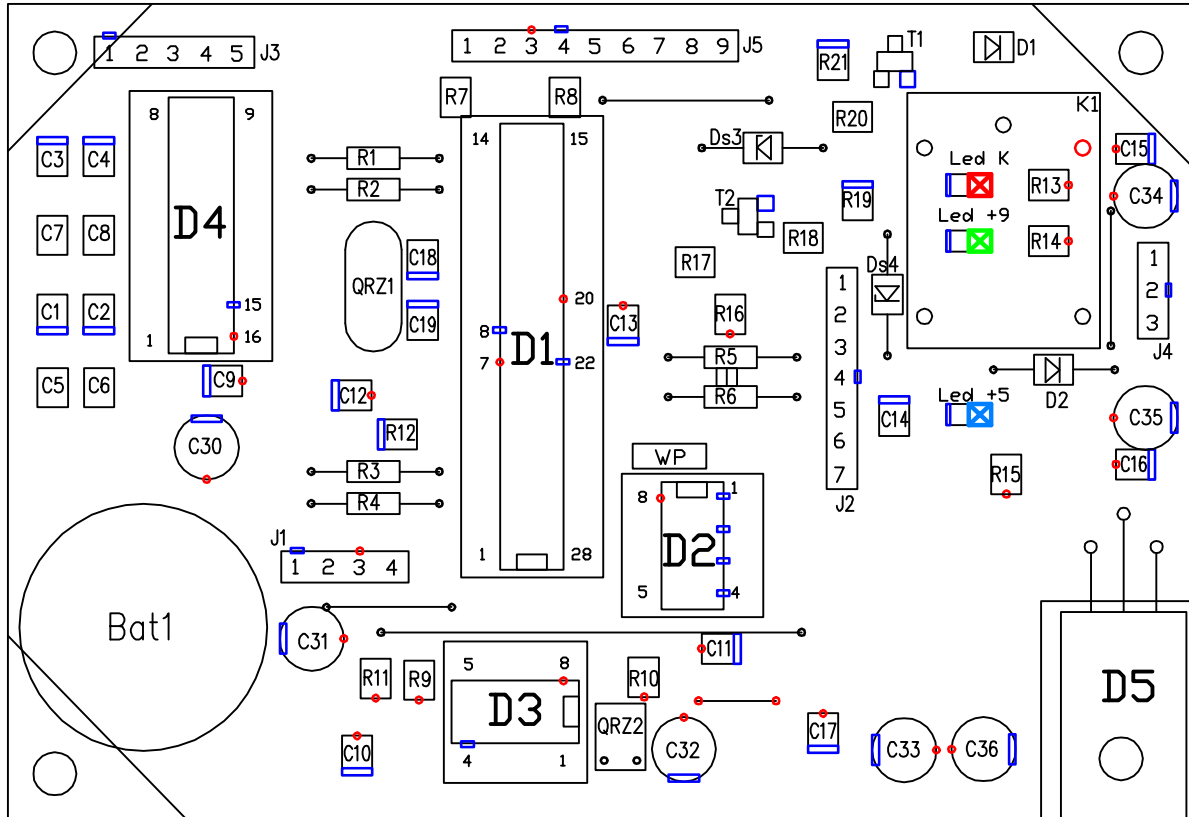 1 2 3 4 5 J3
1 2 3 4 5 6 7 8 9 J5
R21
T1
D1
R7
R8
K1
8 9
14 15
R20
Ds3
C3 C4
R1
C15
Led K
R13
R2
C34
R19
T2
D4
Led +9
C7 C8
R18
R14
C18
R17
Ds4
QRZ1
1
2
3
4
5
6
7
J2
1
2
3
J4
15
20
C1 C2
R16
C13
C19
8
1 16
D1
7 22
R5
C9
D2
C5 C6
C12
R6
Led +5
C14
C35
R12
C30
WP
C16
R3
R15
R4
8 1
D2
5 4
J1
1 2 3 4
1 28
Bat1
C31
C11
R11
R9
5 8
R10
D5
D3
QRZ2
C17
C32
C33
C36
C10
4 1